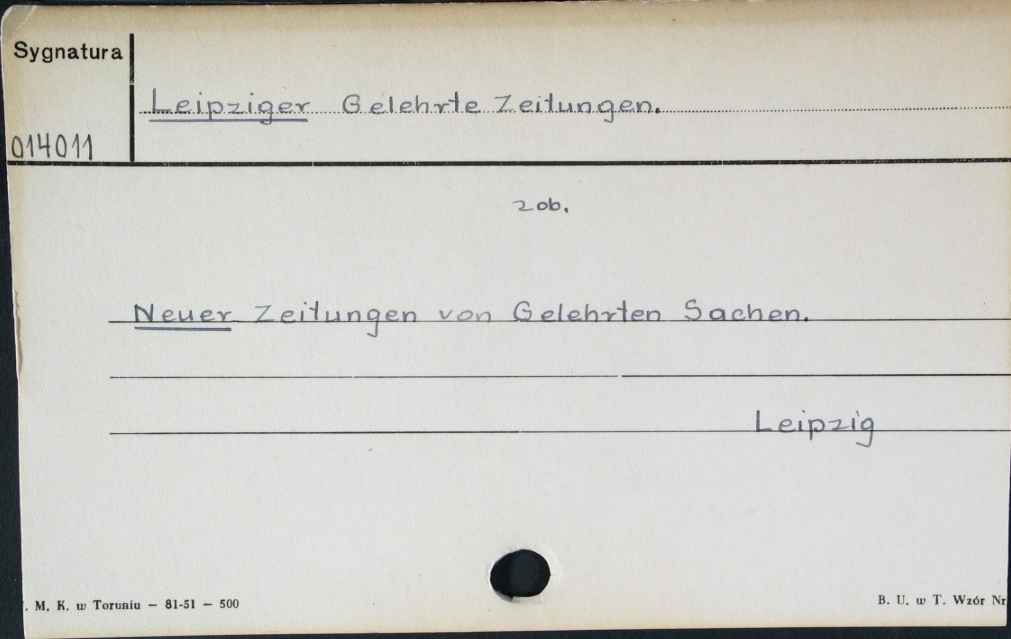 Sygnatura
Leipziger Gelehrte Zeitungen.
014011
zob.
Neuer Zeitungen von Gelehrten Sachen.
Leipzig
. M. K. w Toruniu — 81-51 — 500
B. U. w T. Wzór Nr